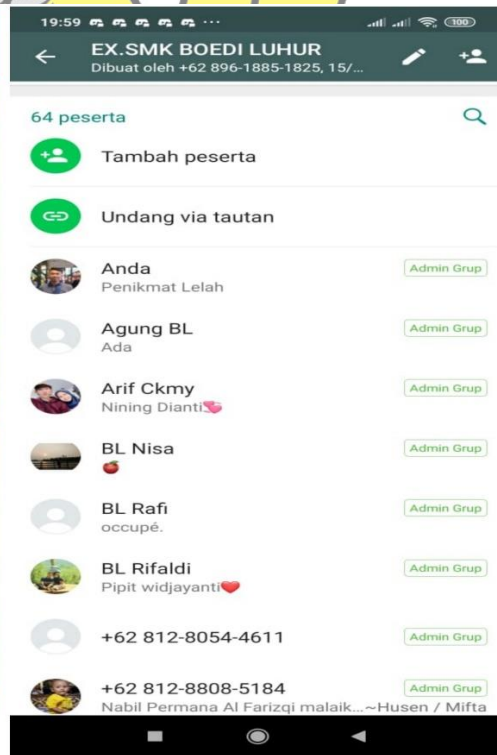 19:59 100
EX.SMK BOEDI LUHUR
Dibuat oleh +62 896-1885-1825, 15/...
64 peserta
Tambah peserta
Undang via tautan
Anda Admin Grup
Penikmat Lelah
Agung BL Admin Grup
Ada
Arif Ckmy Admin Grup
Nining Dianti💕
BL Nisa Admin Grup
🍎
BL Rafi Admin Grup
occupé.
BL Rifaldi Admin Grup
Pipit widjayanti❤️
+62 812-8054-4611 Admin Grup
+62 812-8808-5184 Admin Grup
Nabil Permana Al Farizqi malaik...~Husen / Mifta